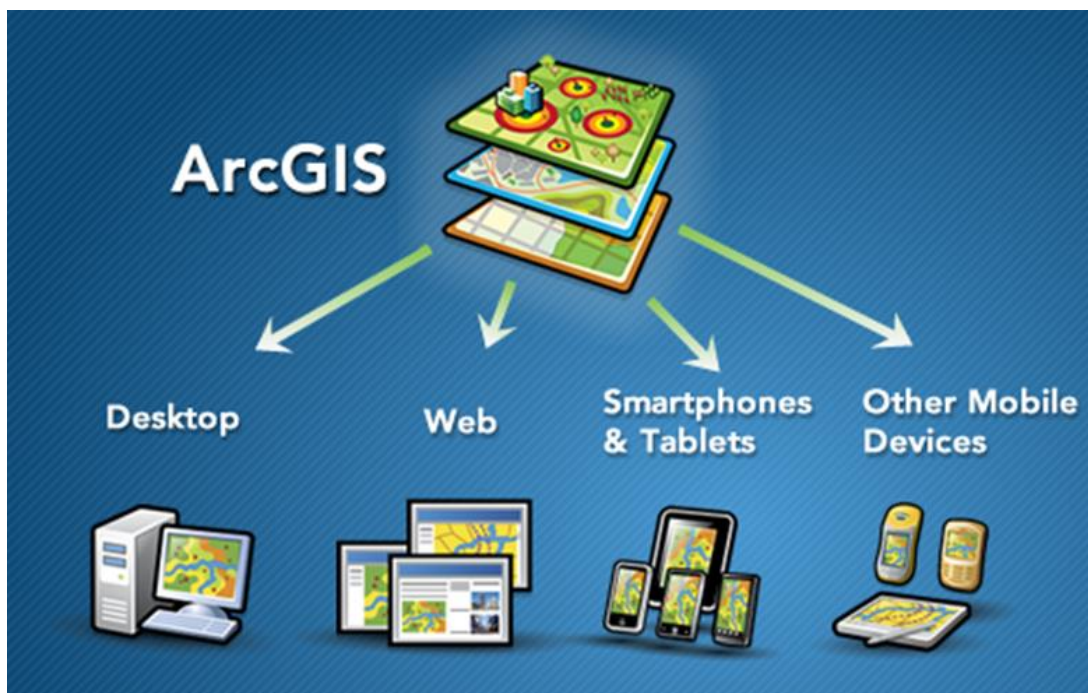 ArcGIS
Desktop
Web
Smartphones
& Tablets
Other Mobile
Devices